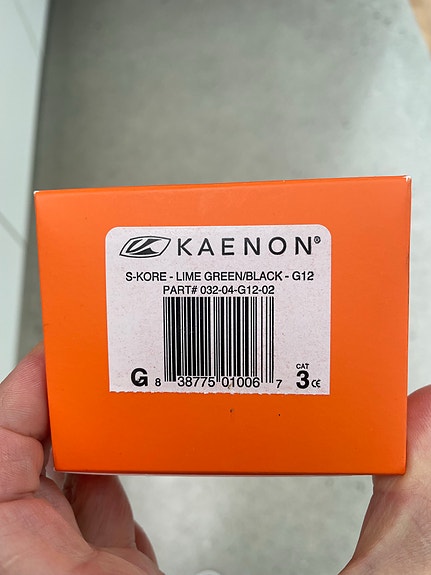 KAENON®
S-KORE - LIME GREEN/BLACK - G12
PART# 032-04-G12-02
G 8 38775 01006 7 CAT 3 CE